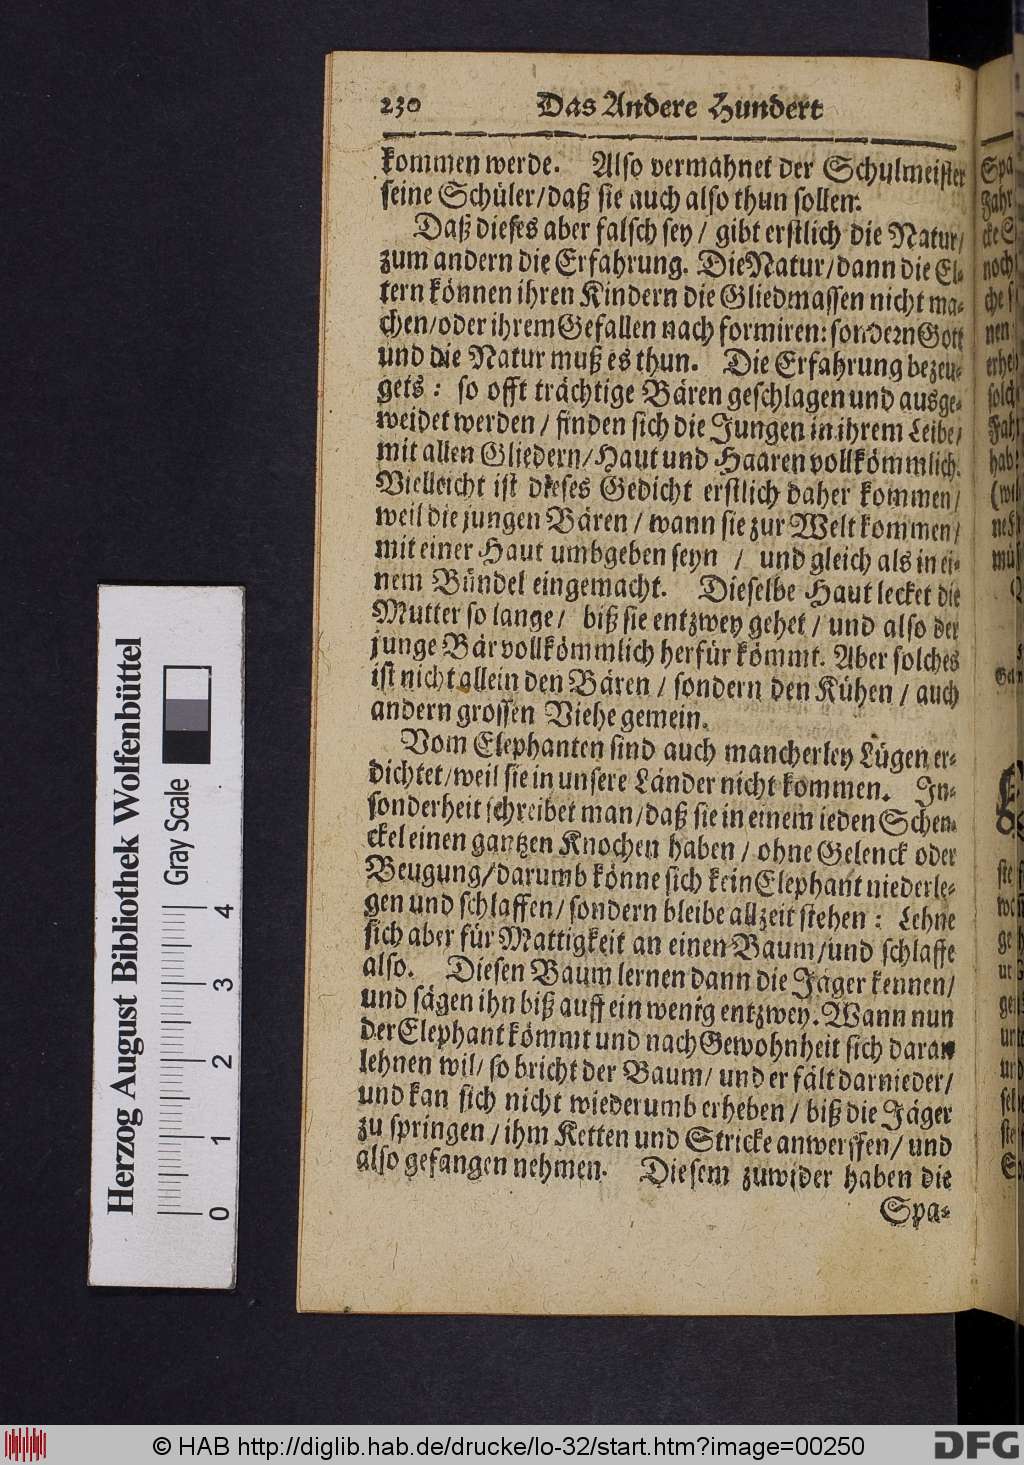 230 Das Andere Hundert
kommen werde. Also vermahnet der Schulmeister
seine Schüler/daß sie auch also thun sollen.
Daß dieses aber falsch sey / gibt erstlich die Natur/
zum andern die Erfahrung. Die Natur/dann die El-
tern können ihren Kindern die Gliedmassen nicht ma-
chen/oder ihrem Gefallen nach formiren: sondern Gott
und die Natur muß es thun. Die Erfahrung bezeu-
gets: so offt trächtige Bären geschlagen und ausge-
weidet werden / finden sich die Jungen in ihrem Leibe/
mit allen Gliedern/Haut und Haaren vollkömmlich.
Vielleicht ist dieses Gedicht erstlich daher kommen/
weil die jungen Bären / wann sie zur Welt kommen/
mit einer Haut umbgeben seyn / und gleich als in ei-
nem Bündel eingemacht. Dieselbe Haut lecket die
Mutter so lange/ biß sie entzwey gehet / und also der
junge Bär vollkömmlich herfür kömmt. Aber solches
ist nicht allein den Bären / sondern den Kühen / auch
andern grossen Viehe gemein.
Vom Elephanten sind auch mancherley Lügen er-
dichtet/weil sie in unsere Länder nicht kommen. In-
sonderheit schreibet man/daß sie in einem ieden Schen-
ckel einen gantzen Knochen haben / ohne Gelenck oder
Beugung/darumb könne sich kein Elephant niederle-
gen und schlaffen/sondern bleibe allzeit stehen: Lehne
sich aber für Mattigkeit an einen Baum/und schlaffe
also. Diesen Baum lernen dann die Jäger kennen/
und sägen ihn biß auff ein wenig entzwey. Wann nun
der Elephant kömmt und nach Gewohnheit sich daran
lehnen wil/ so bricht der Baum/ und er fält darnieder/
und kan sich nicht wiederumb erheben / biß die Jäger
zu springen / ihm Ketten und Stricke anwerffen/ und
also gefangen nehmen. Diesem zuwider haben die
Spa-
Herzog August Bibliothek Wolfenbüttel
Gray Scale
0 1 2 3 4
© HAB http://diglib.hab.de/drucke/lo-32/start.htm?image=00250
DFG